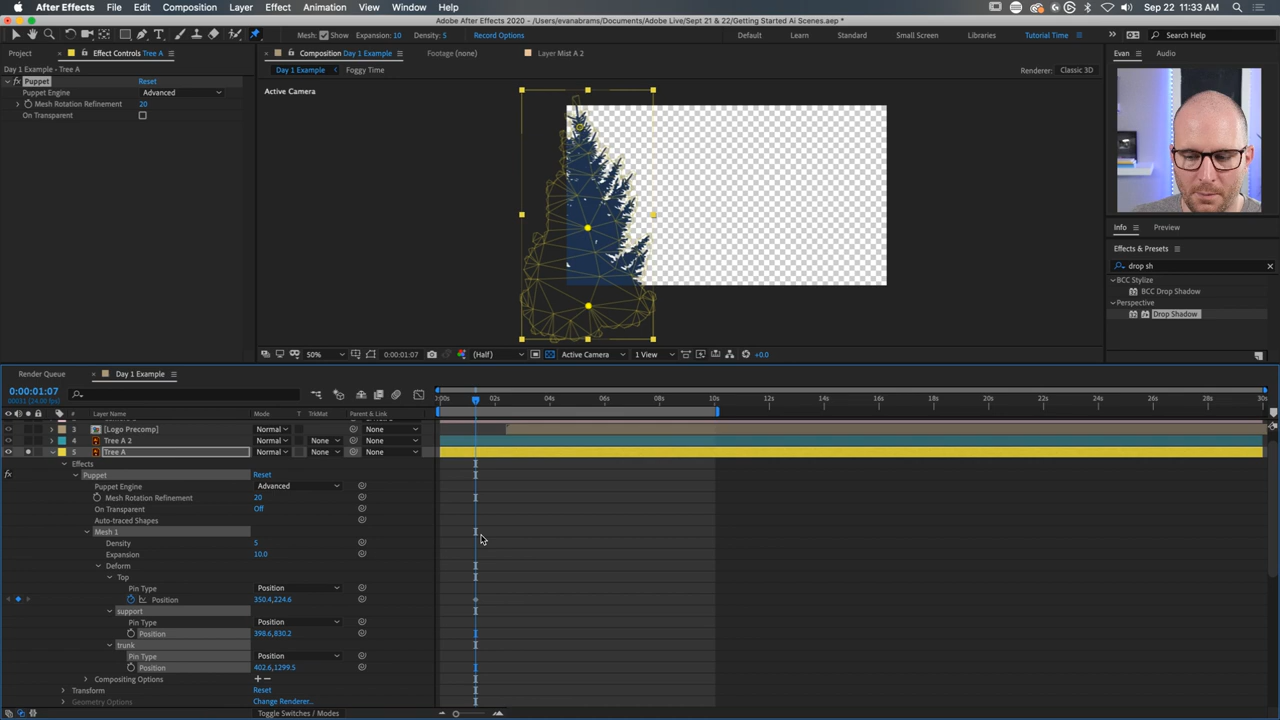 After Effects File Edit Composition Layer Effect Animation View Window Help Sep 22 11:33 AM
Adobe After Effects 2020 - /Users/evanabrams/Documents/Adobe Live/Sept 21 & 22/Getting Started Ai Scenes.aep *
Mesh: Show Expansion: 10 Density: 5 Record Options Default Learn Standard Small Screen Libraries Tutorial Time Search Help
Project Effect Controls Tree A Composition Day 1 Example Footage (none) Layer Mist A 2 Evan Audio
Day 1 Example · Tree A Day 1 Example Foggy Time Renderer: Classic 3D
fx Puppet Reset
Puppet Engine Advanced Active Camera
Mesh Rotation Refinement 20
On Transparent
Info Preview
Effects & Presets
drop sh
BCC Stylize
BCC Drop Shadow
Perspective
Drop Shadow
50% 0:00:01:07 (Half) Active Camera 1 View +0.0
Render Queue Day 1 Example
0:00:01:07
:00s 02s 04s 06s 08s 10s 12s 14s 16s 18s 20s 22s 24s 26s 28s 30s
# Layer Name Mode T TrkMat Parent & Link
3 [Logo Precomp] Normal None
4 Tree A 2 Normal None None
5 Tree A Normal None None
Effects
fx Puppet Reset
Puppet Engine Advanced
Mesh Rotation Refinement 20
On Transparent Off
Auto-traced Shapes
Mesh 1
Density 5
Expansion 10.0
Deform
Top
Pin Type Position
Position 350.4,224.6
support
Pin Type Position
Position 398.6,830.2
trunk
Pin Type Position
Position 402.6,1299.5
Compositing Options + −
Transform Reset
Geometry Options Change Renderer...
Toggle Switches / Modes